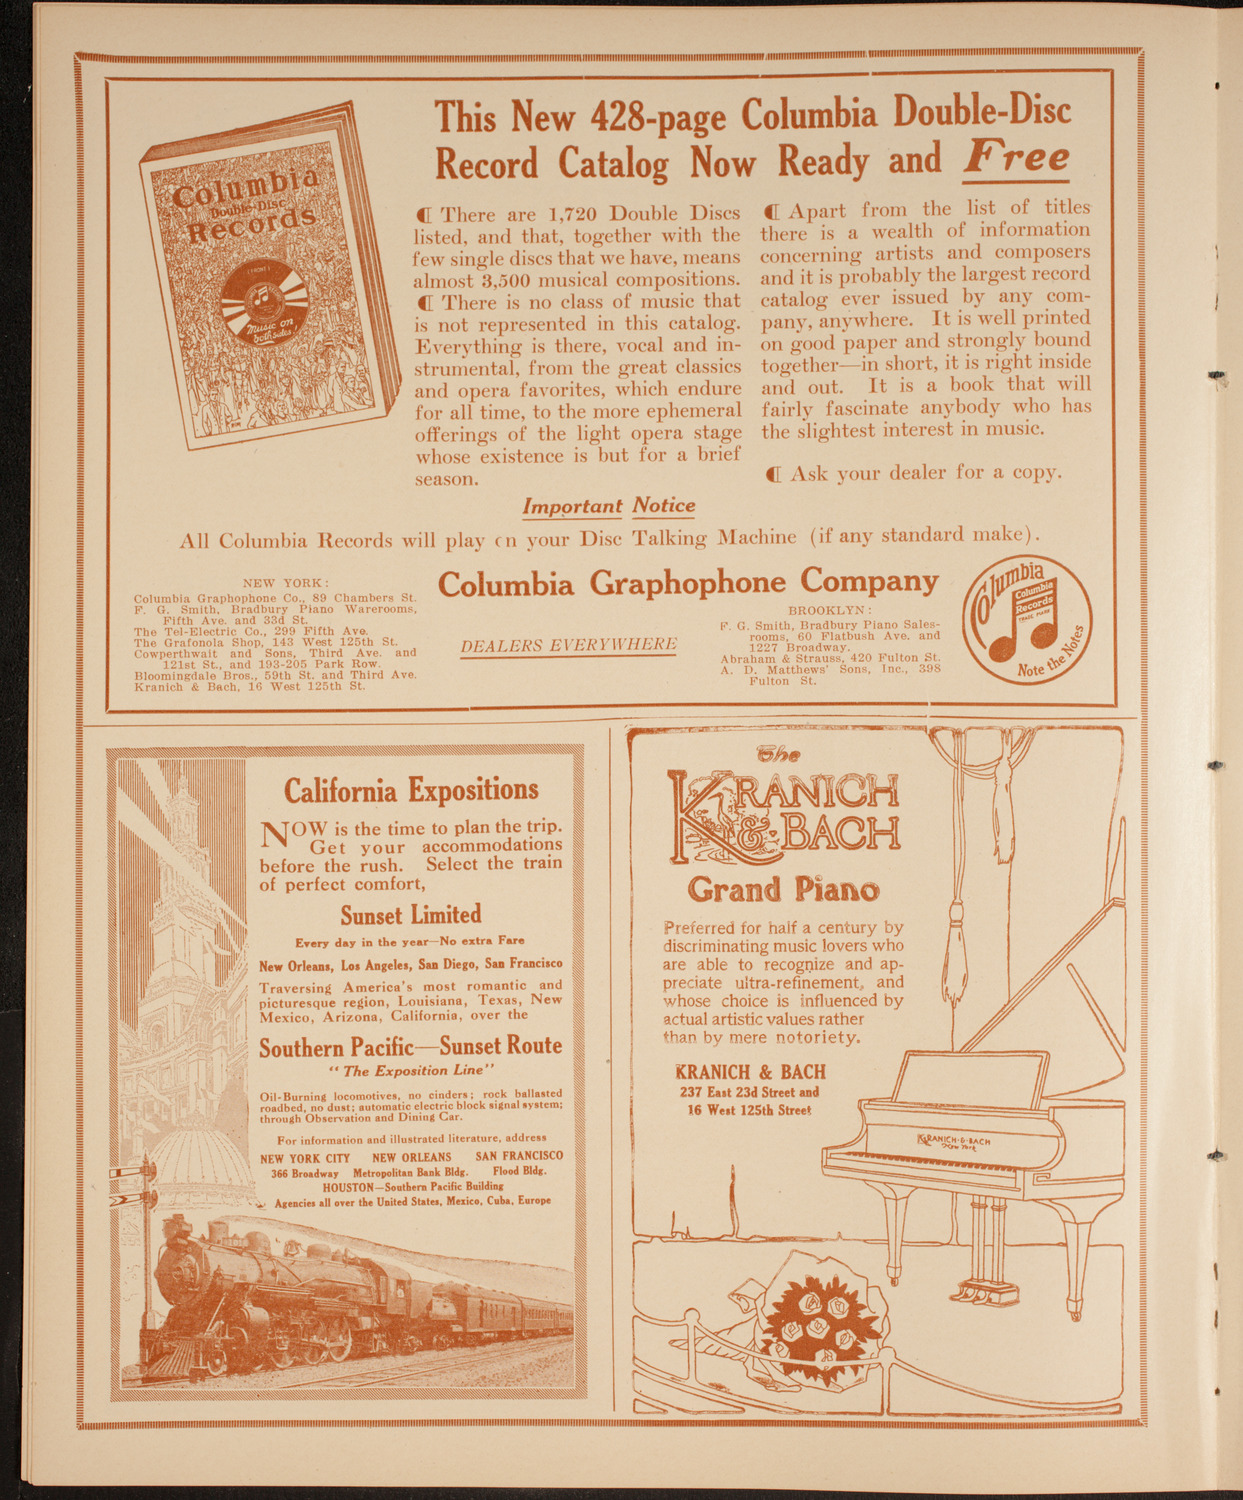 Columbia
Double-Disc
Records
Music on
both sides!
This New 428-page Columbia Double-Disc
Record Catalog Now Ready and Free
¶ There are 1,720 Double Discs
listed, and that, together with the
few single discs that we have, means
almost 3,500 musical compositions.
¶ There is no class of music that
is not represented in this catalog.
Everything is there, vocal and in-
strumental, from the great classics
and opera favorites, which endure
for all time, to the more ephemeral
offerings of the light opera stage
whose existence is but for a brief
season.
¶ Apart from the list of titles
there is a wealth of information
concerning artists and composers
and it is probably the largest record
catalog ever issued by any com-
pany, anywhere. It is well printed
on good paper and strongly bound
together—in short, it is right inside
and out. It is a book that will
fairly fascinate anybody who has
the slightest interest in music.
¶ Ask your dealer for a copy.
Important Notice
All Columbia Records will play on your Disc Talking Machine (if any standard make).
NEW YORK:
Columbia Graphophone Co., 89 Chambers St.
F. G. Smith, Bradbury Piano Warerooms,
Fifth Ave. and 33d St.
The Tel-Electric Co., 299 Fifth Ave.
The Grafonola Shop, 143 West 125th St.
Cowperthwait and Sons, Third Ave. and
121st St., and 193-205 Park Row.
Bloomingdale Bros., 59th St. and Third Ave.
Kranich & Bach, 16 West 125th St.
Columbia Graphophone Company
DEALERS EVERYWHERE
BROOKLYN:
F. G. Smith, Bradbury Piano Sales-
rooms, 60 Flatbush Ave. and
1227 Broadway.
Abraham & Strauss, 420 Fulton St.
A. D. Matthews' Sons, Inc., 398
Fulton St.
Columbia
Columbia
Records
TRADE MARK
Note the Notes
California Expositions
NOW is the time to plan the trip.
Get your accommodations
before the rush. Select the train
of perfect comfort,
Sunset Limited
Every day in the year—No extra Fare
New Orleans, Los Angeles, San Diego, San Francisco
Traversing America's most romantic and
picturesque region, Louisiana, Texas, New
Mexico, Arizona, California, over the
Southern Pacific—Sunset Route
"The Exposition Line"
Oil-Burning locomotives, no cinders; rock ballasted
roadbed, no dust; automatic electric block signal system;
through Observation and Dining Car.
For information and illustrated literature, address
NEW YORK CITY NEW ORLEANS SAN FRANCISCO
366 Broadway Metropolitan Bank Bldg. Flood Bldg.
HOUSTON—Southern Pacific Building
Agencies all over the United States, Mexico, Cuba, Europe
The
KRANICH
& BACH
Grand Piano
Preferred for half a century by
discriminating music lovers who
are able to recognize and ap-
preciate ultra-refinement, and
whose choice is influenced by
actual artistic values rather
than by mere notoriety.
KRANICH & BACH
237 East 23d Street and
16 West 125th Street
KRANICH-&-BACH
New York